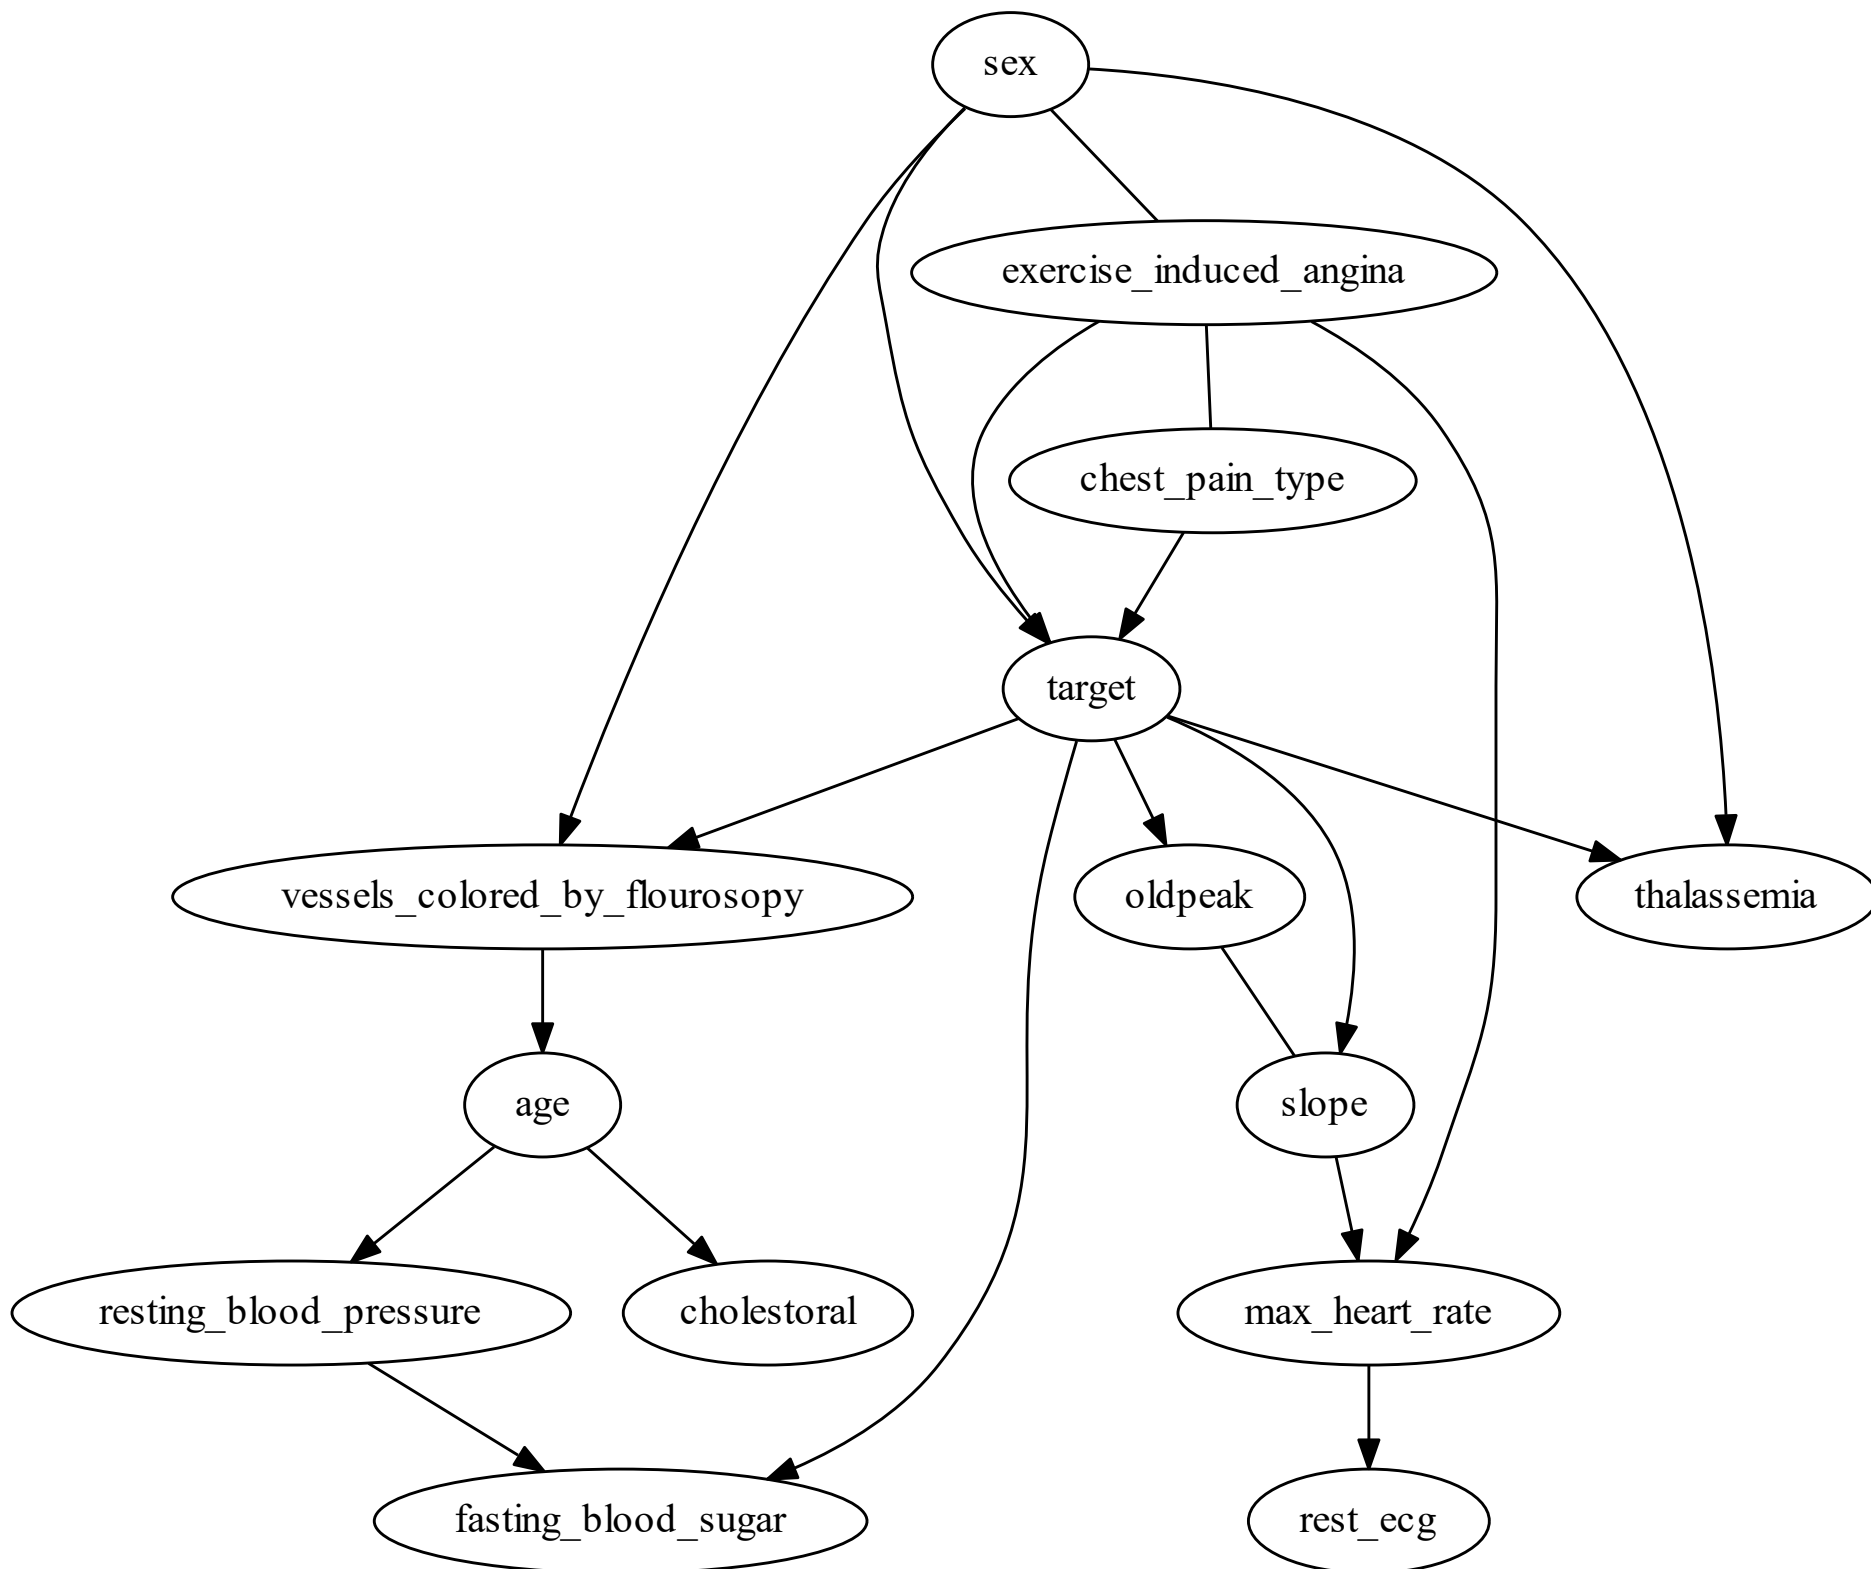 sex
exercise_induced_angina
chest_pain_type
target
vessels_colored_by_flourosopy
oldpeak
thalassemia
age
slope
resting_blood_pressure
cholestoral
max_heart_rate
fasting_blood_sugar
rest_ecg